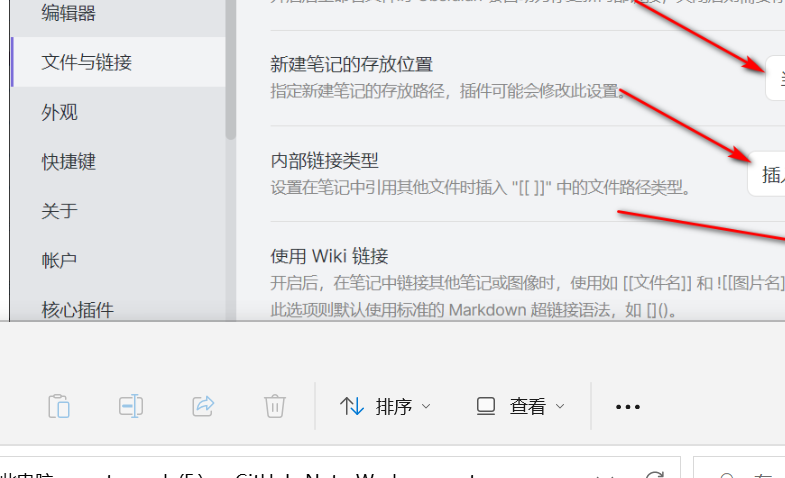 编辑器
文件与链接
外观
快捷键
关于
帐户
核心插件
新建笔记的存放位置
指定新建笔记的存放路径，插件可能会修改此设置。
内部链接类型
插入
设置在笔记中引用其他文件时插入 "[[ ]]" 中的文件路径类型。
使用 Wiki 链接
开启后，在笔记中链接其他笔记或图像时，使用如 [[文件名]] 和 ![[图片名]
此选项则默认使用标准的 Markdown 超链接语法，如 []()。
排序 查看 •••